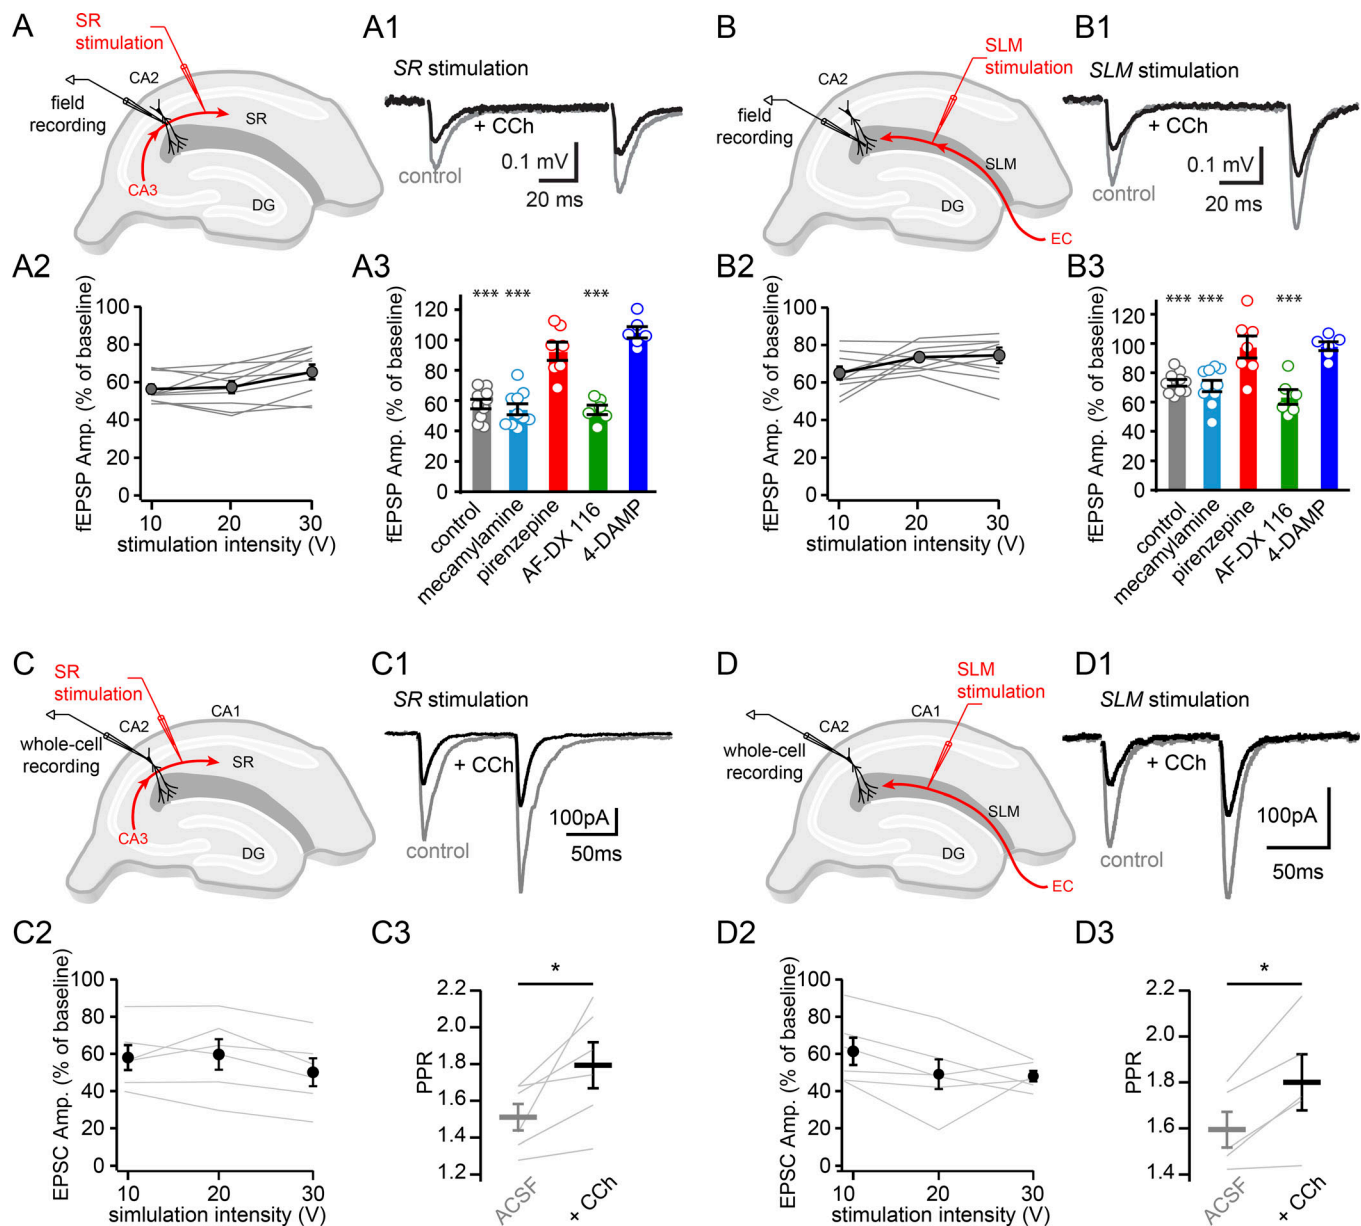 A
SR
stimulation
CA2
field
recording
SR
CA3
DG
A1
SR stimulation
+ CCh
control
0.1 mV
20 ms
B
SLM
stimulation
CA2
field
recording
SLM
DG
EC
B1
SLM stimulation
+ CCh
control
0.1 mV
20 ms
A2
fEPSP Amp. (% of baseline)
100
80
60
40
20
0
10
20
30
stimulation intensity (V)
A3
fEPSP Amp. (% of baseline)
120
100
80
60
40
20
0
***
***
***
control
mecamylamine
pirenzepine
AF-DX 116
4-DAMP
B2
fEPSP Amp. (% of baseline)
100
80
60
40
20
0
10
20
30
stimulation intensity (V)
B3
fEPSP Amp. (% of baseline)
120
100
80
60
40
20
0
***
***
***
control
mecamylamine
pirenzepine
AF-DX 116
4-DAMP
C
SR
stimulation
CA1
CA2
whole-cell
recording
SR
CA3
DG
C1
SR stimulation
+ CCh
control
100pA
50ms
D
SLM
stimulation
CA1
CA2
whole-cell
recording
SLM
DG
EC
D1
SLM stimulation
+ CCh
control
100pA
50ms
C2
EPSC Amp. (% of baseline)
100
80
60
40
20
0
10
20
30
simlulation intensity (V)
C3
PPR
2.2
2.0
1.8
1.6
1.4
1.2
*
ACSF
+ CCh
D2
EPSC Amp. (% of baseline)
100
80
60
40
20
0
10
20
30
stimulation intensity (V)
D3
PPR
2.2
2.0
1.8
1.6
1.4
*
ACSF
+ CCh